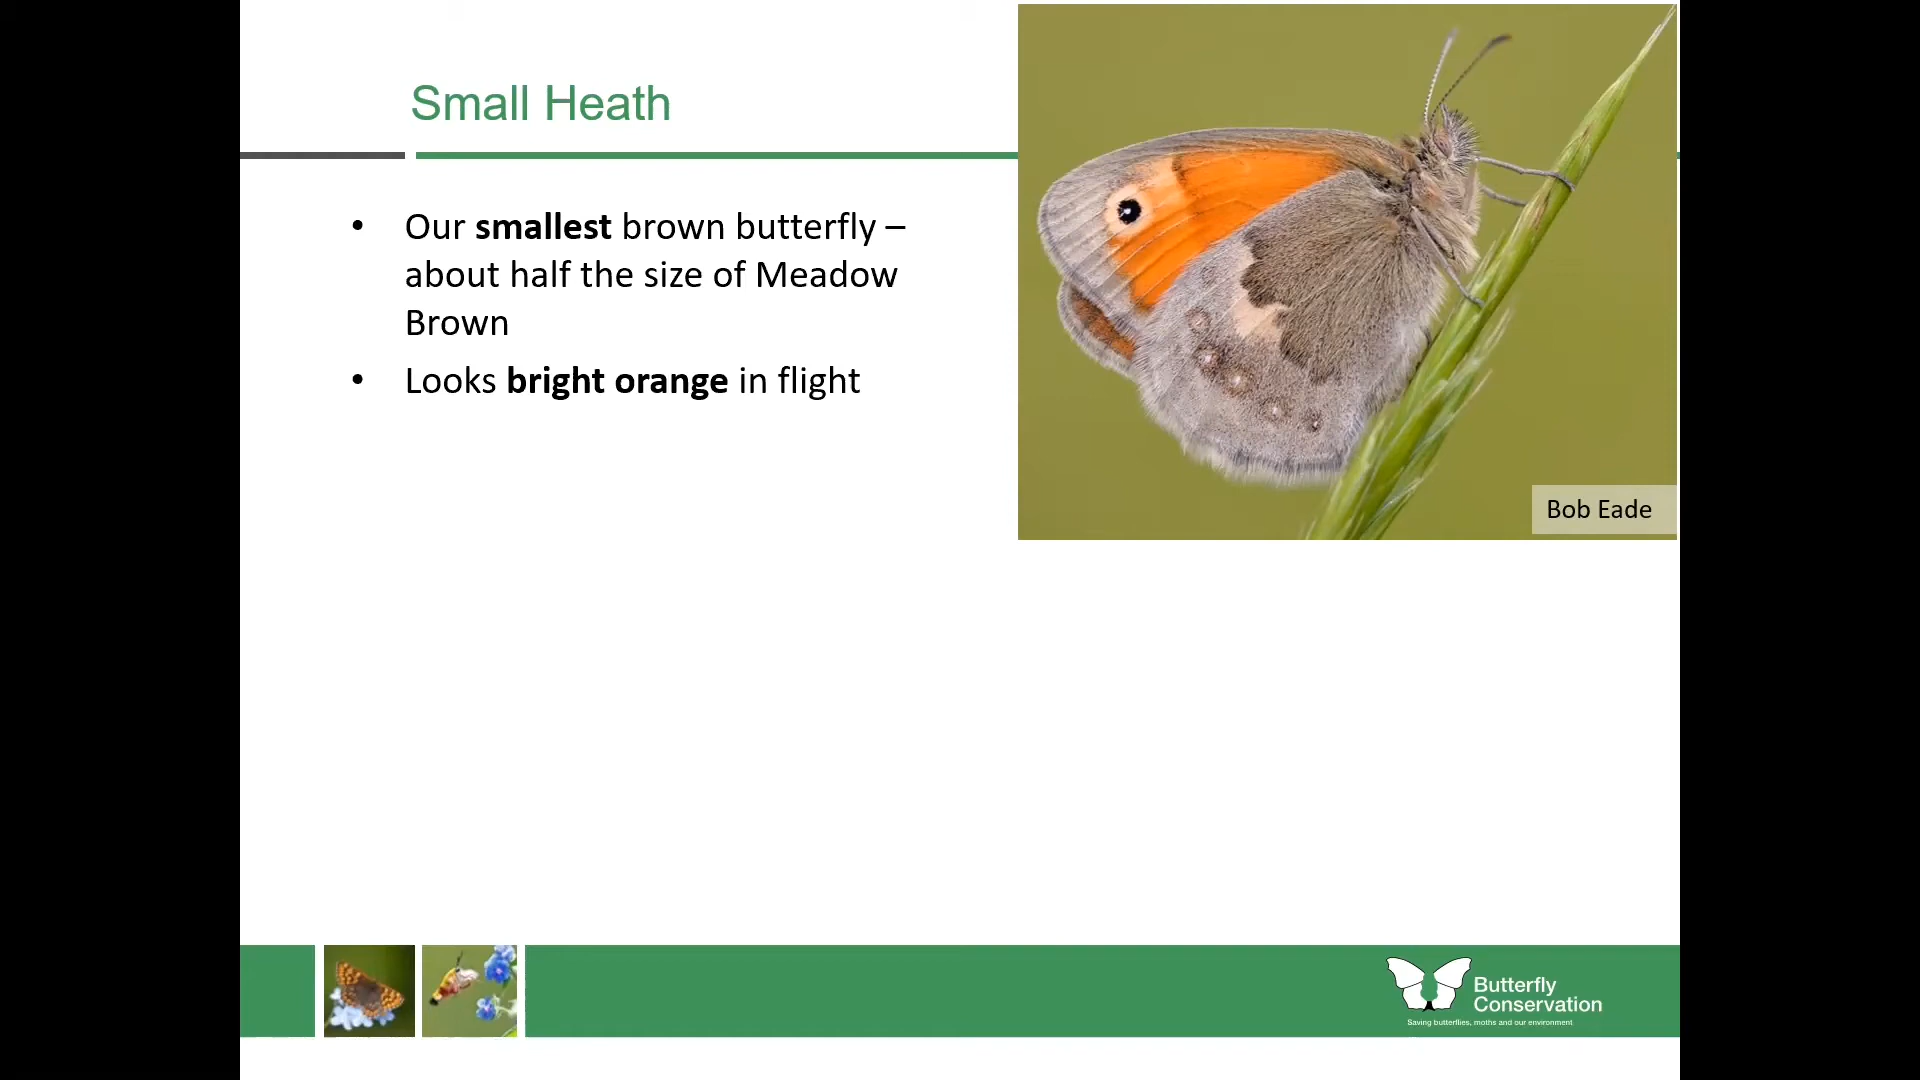 Small Heath
• Our smallest brown butterfly –
about half the size of Meadow
Brown
• Looks bright orange in flight
Bob Eade
Butterfly
Conservation
Saving butterflies, moths and our environment